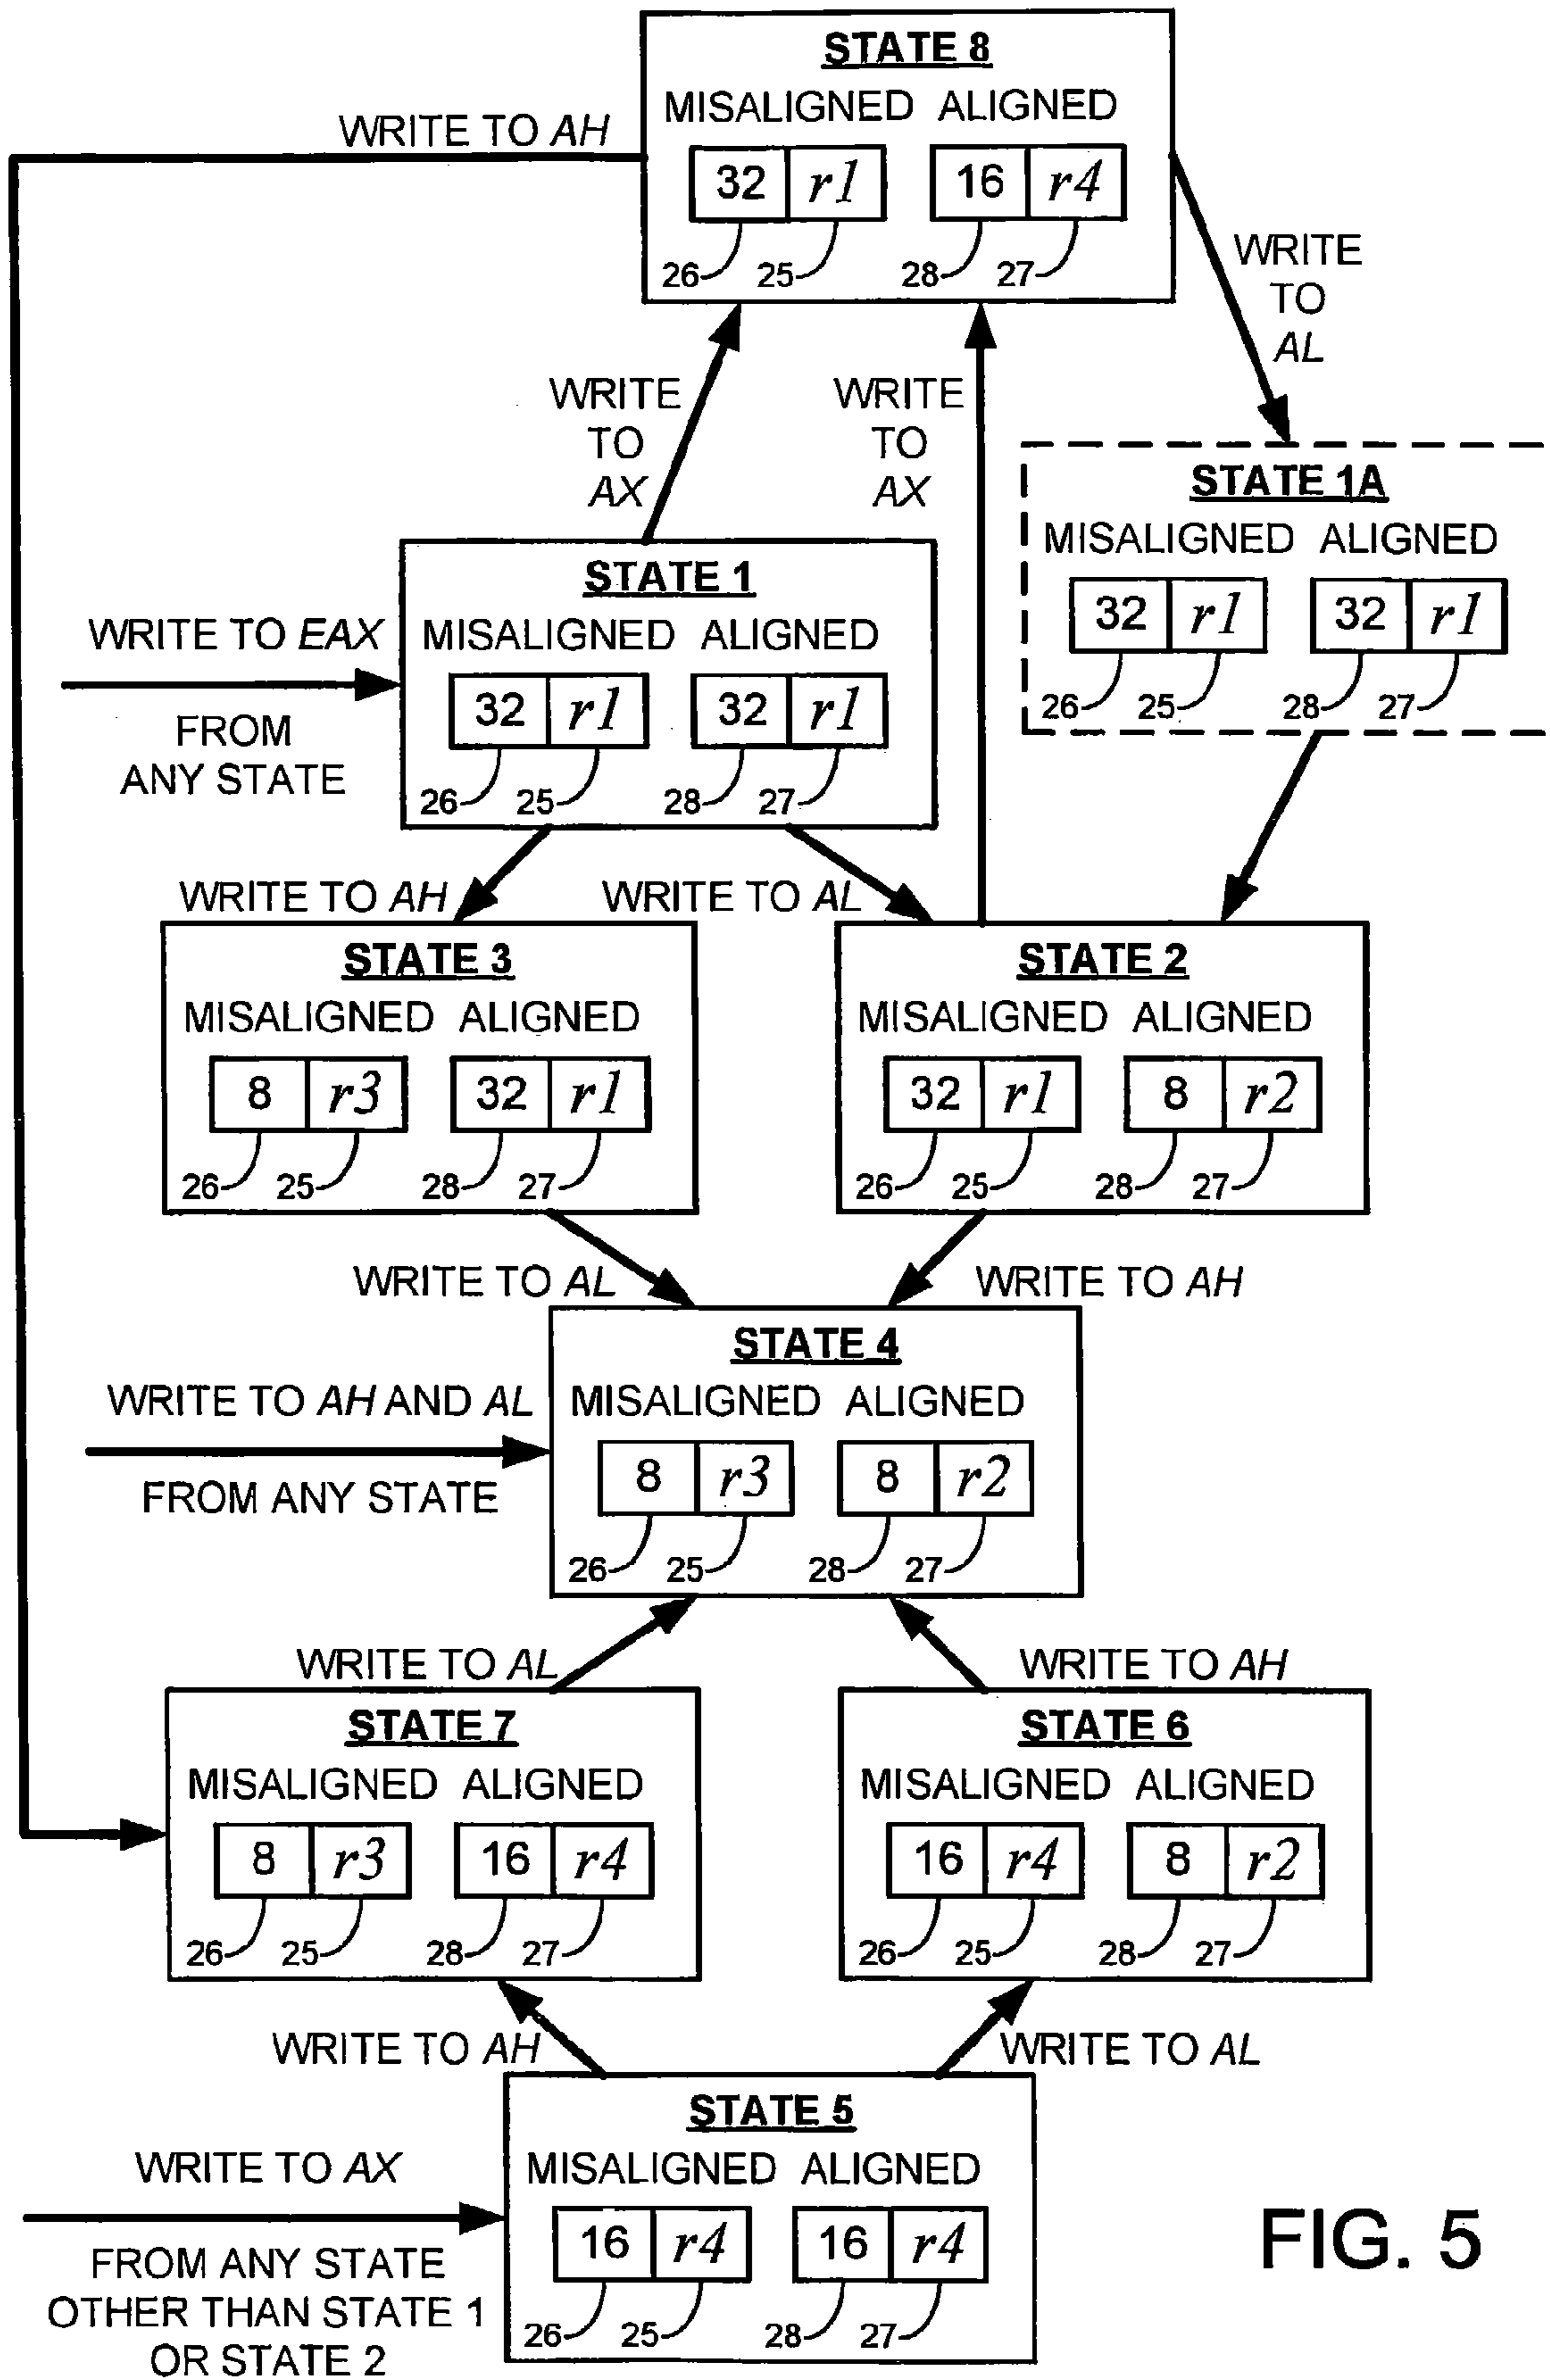 STATE 8
MISALIGNED ALIGNED
WRITE TO AH
32 r1 16 r4
26 25 28 27
WRITE
TO
AL
WRITE
TO
AX
WRITE
TO
AX
STATE 1A
MISALIGNED ALIGNED
32 r1 32 r1
26 25 28 27
STATE 1
WRITE TO EAX
FROM
ANY STATE
MISALIGNED ALIGNED
32 r1 32 r1
26 25 28 27
WRITE TO AH
WRITE TO AL
STATE 3
MISALIGNED ALIGNED
8 r3 32 r1
26 25 28 27
STATE 2
MISALIGNED ALIGNED
32 r1 8 r2
26 25 28 27
WRITE TO AL
WRITE TO AH
STATE 4
WRITE TO AH AND AL
FROM ANY STATE
MISALIGNED ALIGNED
8 r3 8 r2
26 25 28 27
WRITE TO AL
WRITE TO AH
STATE 7
MISALIGNED ALIGNED
8 r3 16 r4
26 25 28 27
STATE 6
MISALIGNED ALIGNED
16 r4 8 r2
26 25 28 27
WRITE TO AH
WRITE TO AL
STATE 5
WRITE TO AX
FROM ANY STATE
OTHER THAN STATE 1
OR STATE 2
MISALIGNED ALIGNED
16 r4 16 r4
26 25 28 27
FIG. 5